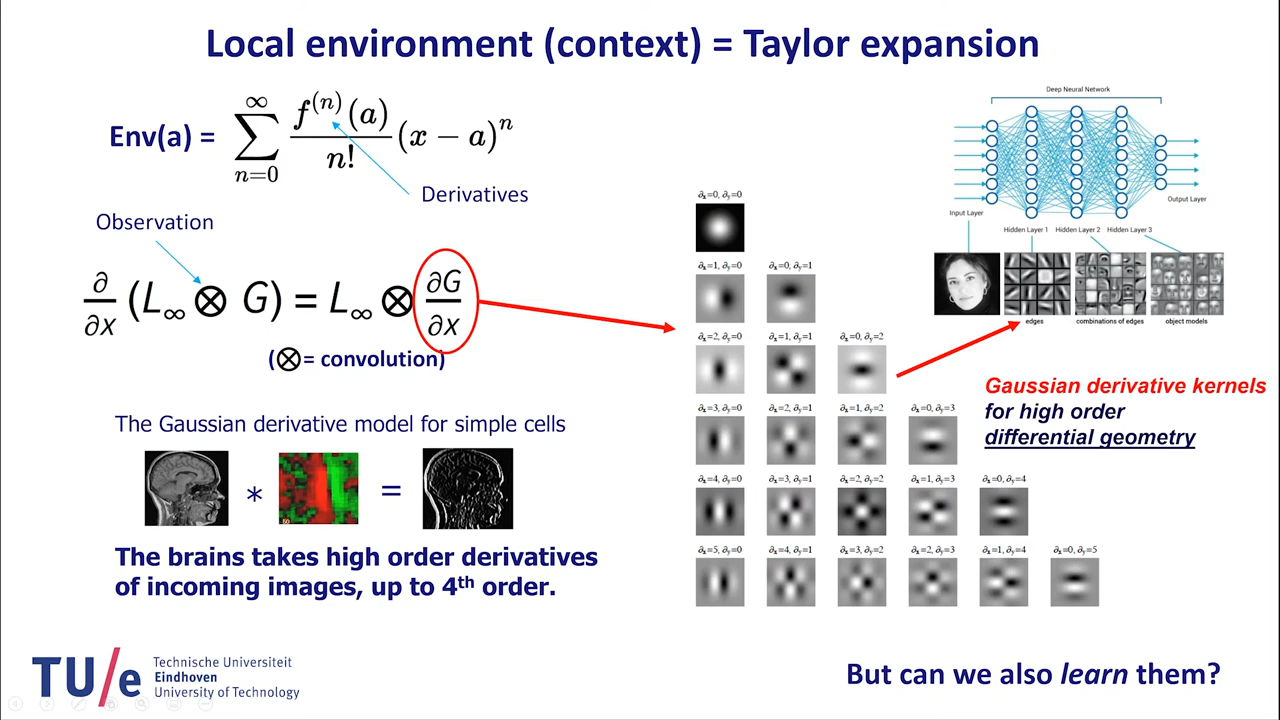 Local environment (context) = Taylor expansion
Env(a) = ∞ ∑ n=0 f⁽ⁿ⁾(a) / n! (x − a)ⁿ
Derivatives
Observation
∂/∂x (L∞ ⊗ G) = L∞ ⊗ ∂G/∂x
(⊗= convolution)
The Gaussian derivative model for simple cells
* =
50
The brains takes high order derivatives
of incoming images, up to 4th order.
∂x=0, ∂y=0
∂x=1, ∂y=0 ∂x=0, ∂y=1
∂x=2, ∂y=0 ∂x=1, ∂y=1 ∂x=0, ∂y=2
∂x=3, ∂y=0 ∂x=2, ∂y=1 ∂x=1, ∂y=2 ∂x=0, ∂y=3
∂x=4, ∂y=0 ∂x=3, ∂y=1 ∂x=2, ∂y=2 ∂x=1, ∂y=3 ∂x=0, ∂y=4
∂x=5, ∂y=0 ∂x=4, ∂y=1 ∂x=3, ∂y=2 ∂x=2, ∂y=3 ∂x=1, ∂y=4 ∂x=0, ∂y=5
Deep Neural Network
Input Layer
Output Layer
Hidden Layer 1 Hidden Layer 2 Hidden Layer 3
edges combinations of edges object models
Gaussian derivative kernels
for high order
differential geometry
TU/e
Technische Universiteit
Eindhoven
University of Technology
But can we also learn them?